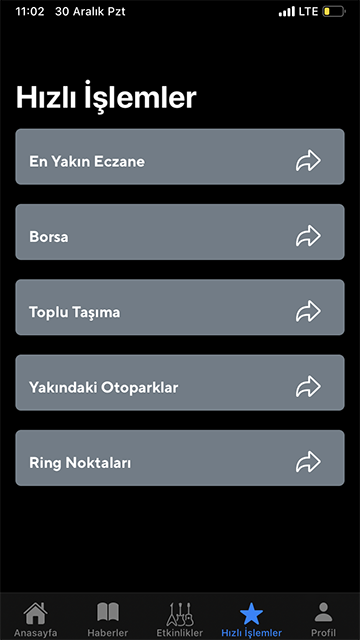 11:02 30 Aralık Pzt LTE
Hızlı İşlemler
En Yakın Eczane
Borsa
Toplu Taşıma
Yakındaki Otoparklar
Ring Noktaları
Anasayfa Haberler Etkinlikler Hızlı İşlemler Profil